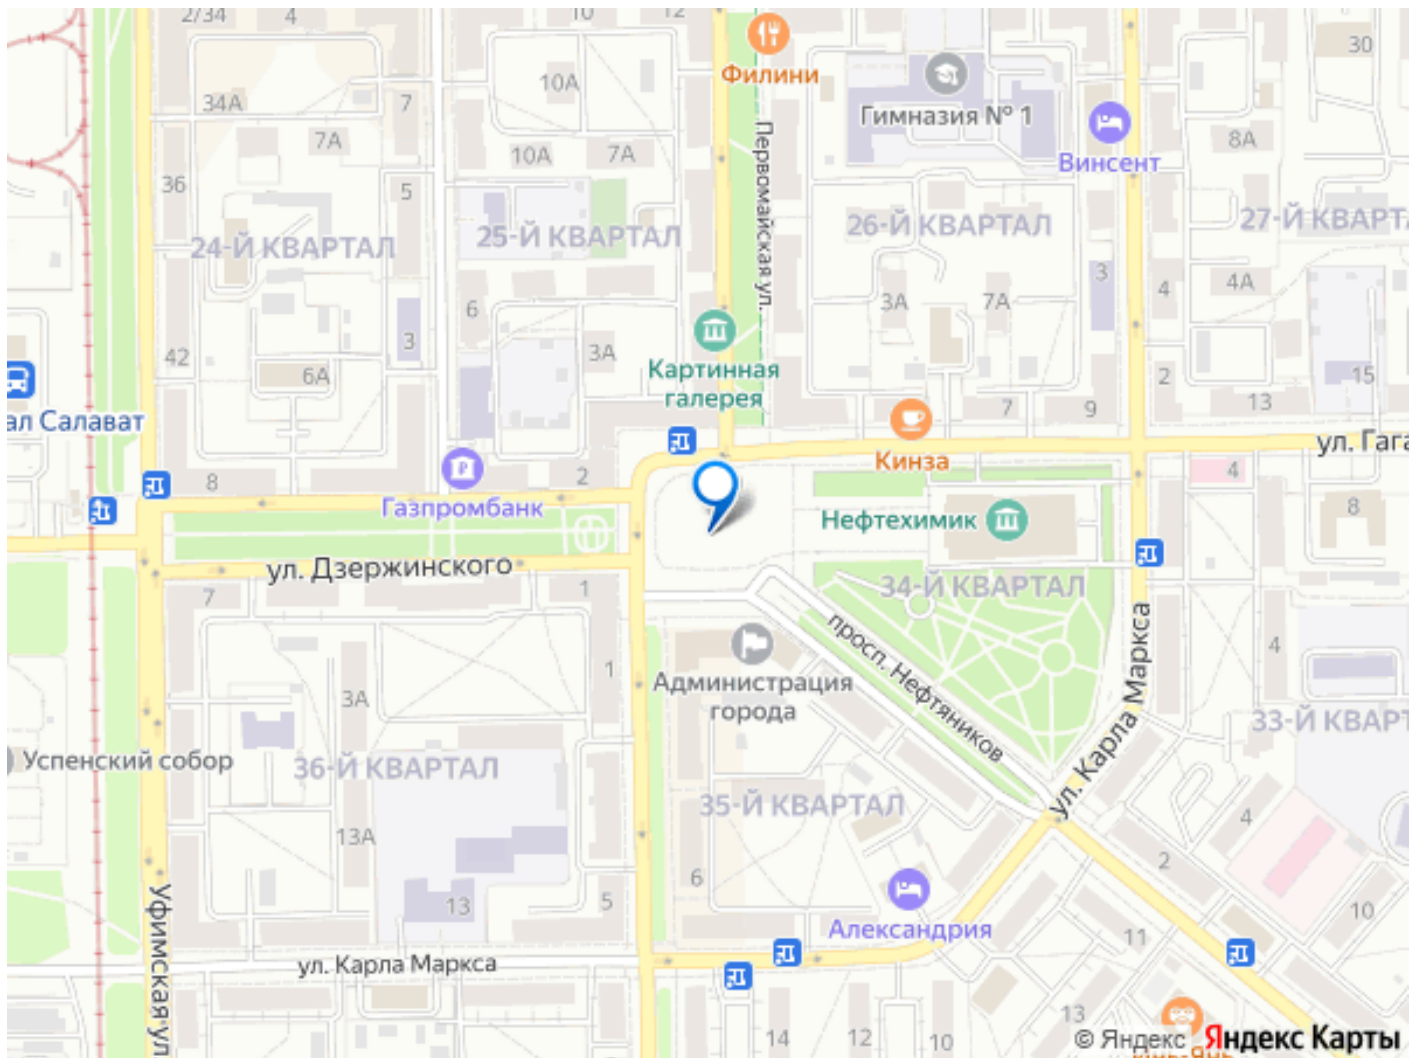 2/34
4
10
12
Филини
30
10А
34А
7
7А
Гимназия № 1
Винсент
8А
10А
7А
36
5
Первомайская ул.
24-Й КВАРТАЛ
25-Й КВАРТАЛ
26-Й КВАРТАЛ
27-Й КВАРТ
3
4
4А
6
3А
7А
3
42
3А
6А
Картинная
галерея
2
15
7
9
13
ал Салават
Кинза
ул. Гага
8
2
4
Газпромбанк
Нефтехимик
8
ул. Дзержинского
34-Й КВАРТАЛ
7
1
просп. Нефтяников
ул. Карла Маркса
4
Администрация
города
1
3А
33-Й КВАРТ
Успенский собор
36-Й КВАРТАЛ
35-Й КВАРТАЛ
13А
4
2
6
13
5
Александрия
10
11
Уфимская ул
ул. Карла Маркса
14
12
10
13
© Яндекс Яндекс Карты